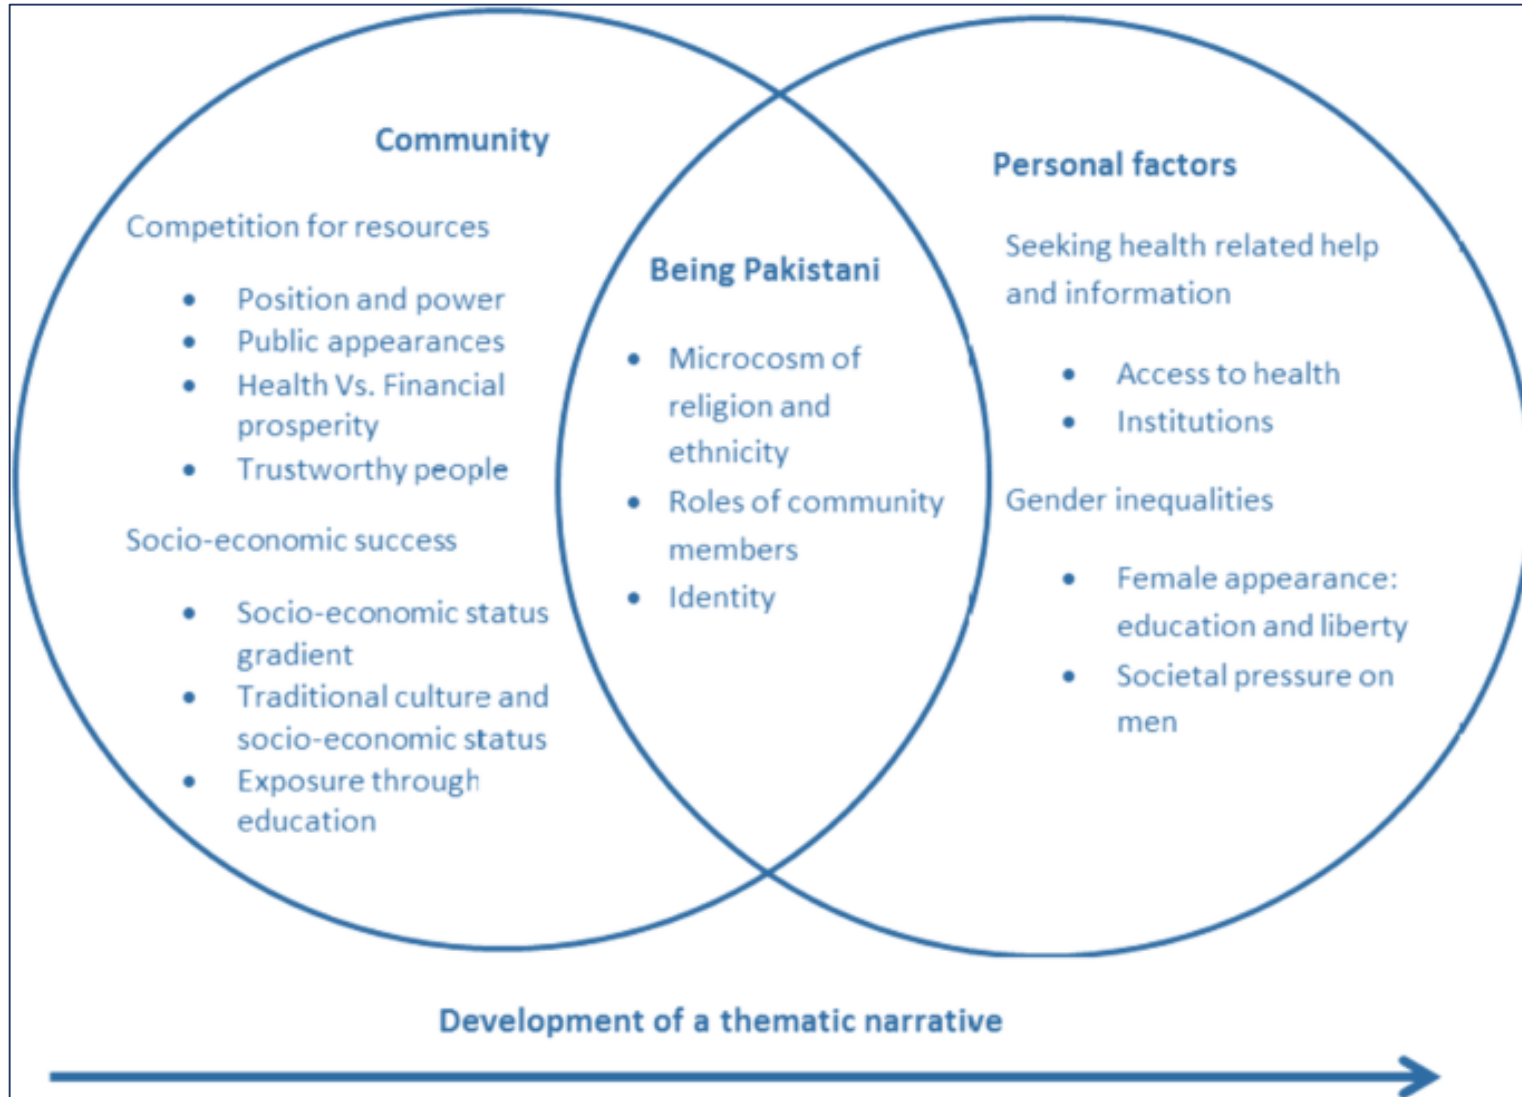 Community
Competition for resources
• Position and power
• Public appearances
• Health Vs. Financial
prosperity
• Trustworthy people
Socio-economic success
• Socio-economic status
gradient
• Traditional culture and
socio-economic status
• Exposure through
education
Being Pakistani
• Microcosm of
religion and
ethnicity
• Roles of community
members
• Identity
Personal factors
Seeking health related help
and information
• Access to health
• Institutions
Gender inequalities
• Female appearance:
education and liberty
• Societal pressure on
men
Development of a thematic narrative